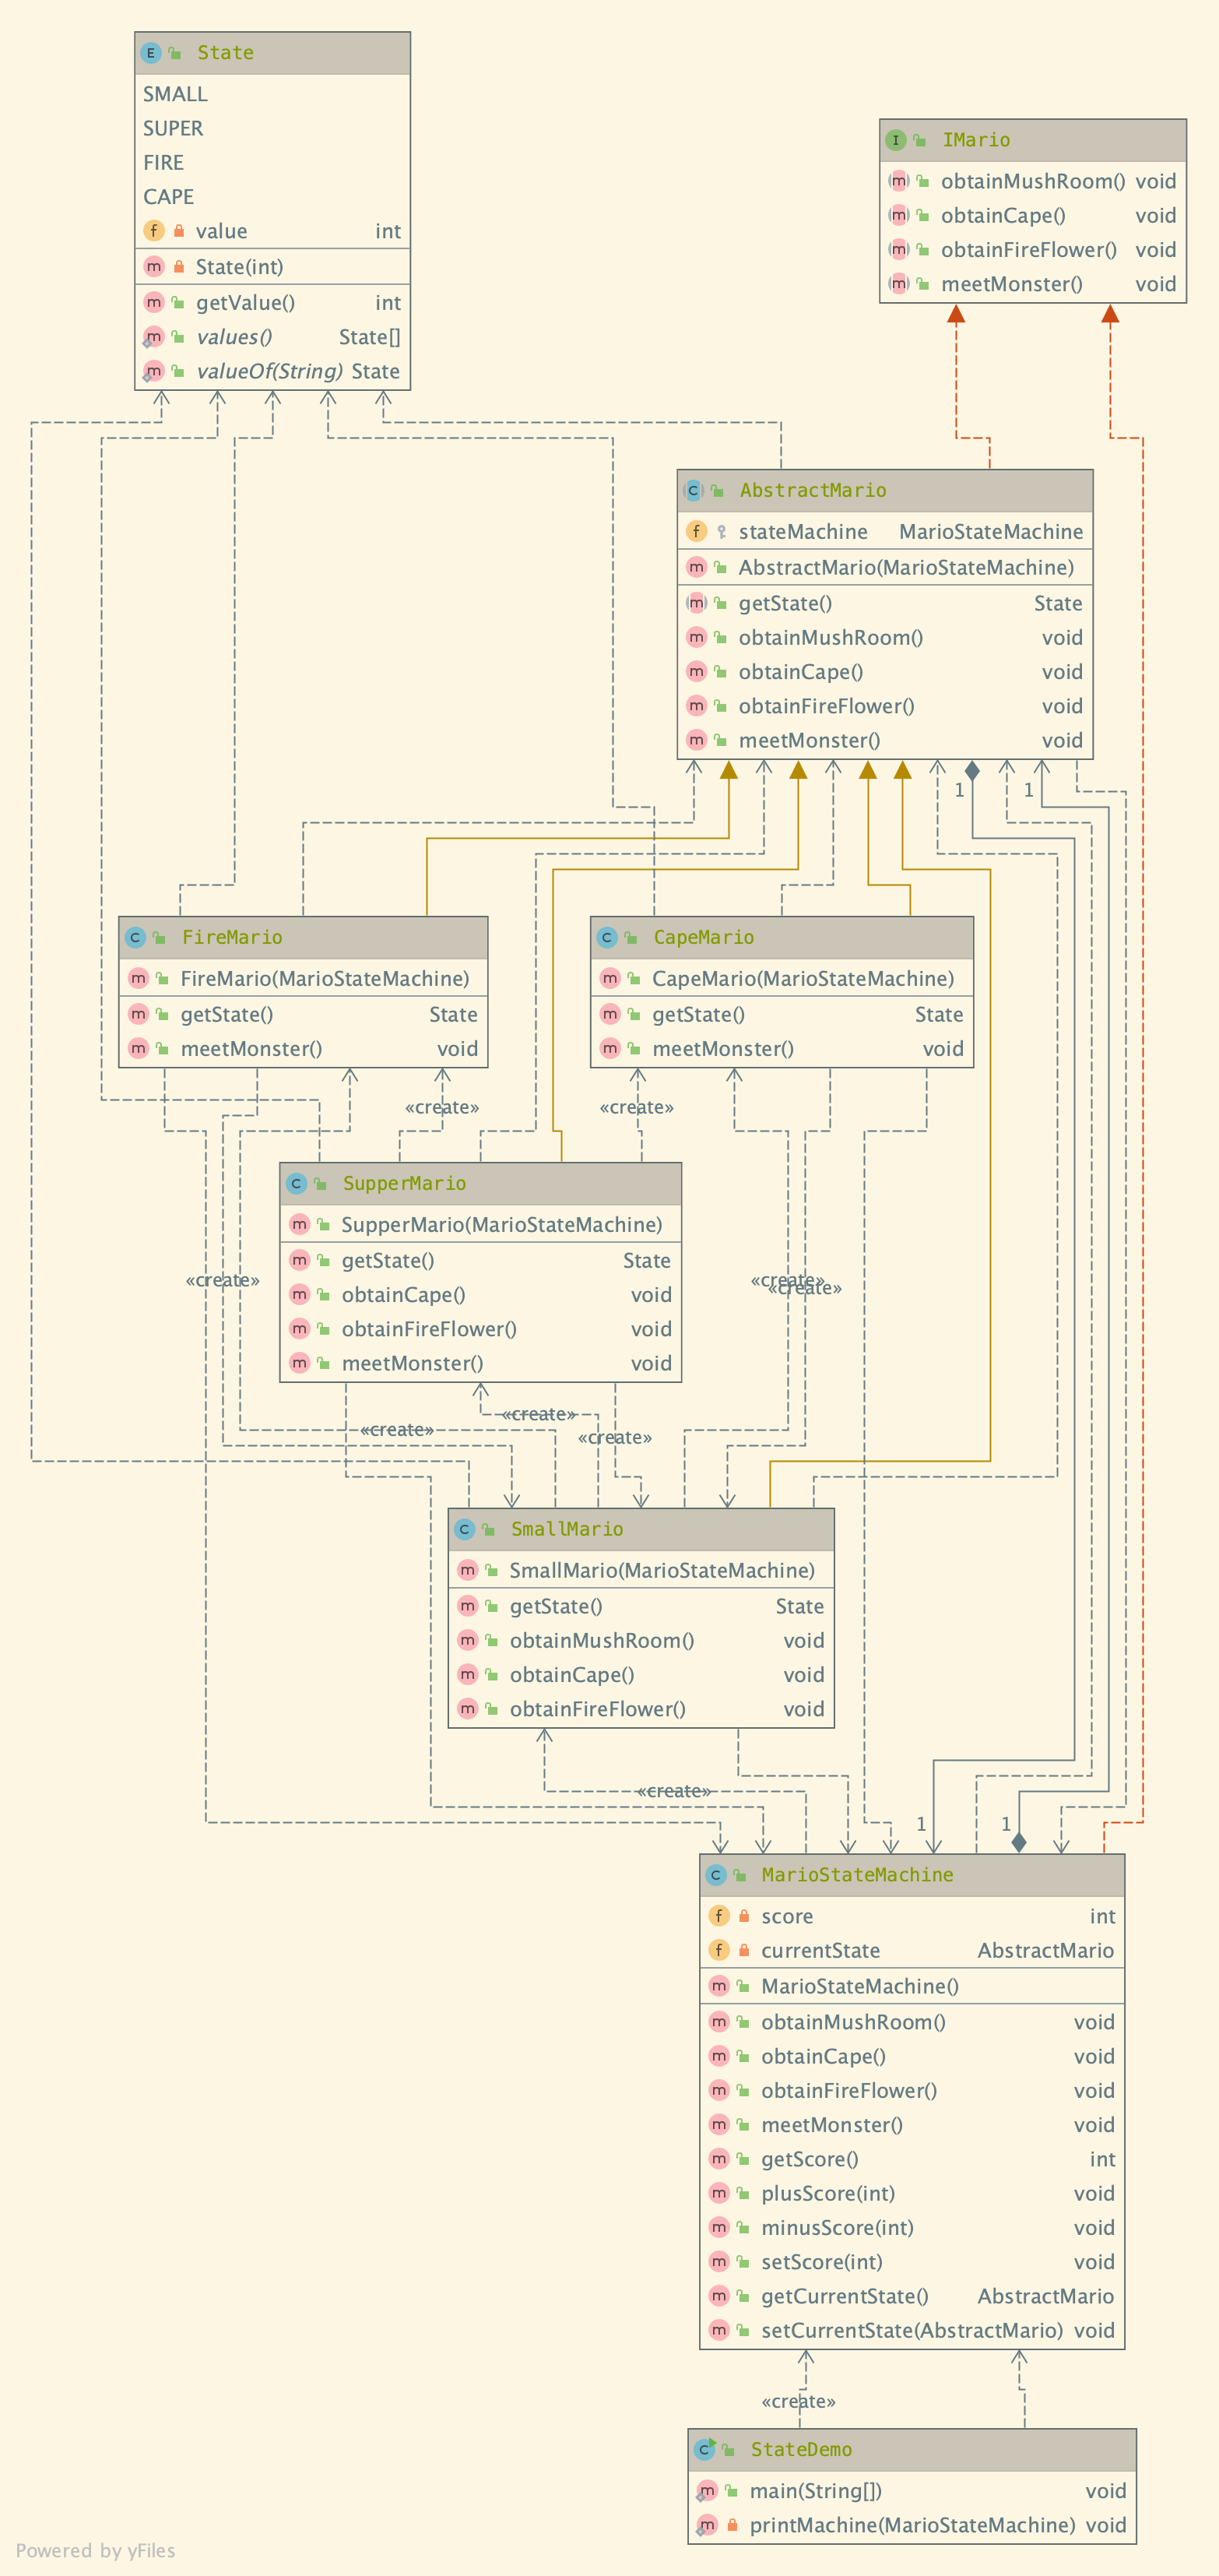 State
SMALL
SUPER
FIRE
CAPE
value int
State(int)
getValue() int
values() State[]
valueOf(String) State
IMario
obtainMushRoom() void
obtainCape() void
obtainFireFlower() void
meetMonster() void
AbstractMario
stateMachine MarioStateMachine
AbstractMario(MarioStateMachine)
getState() State
obtainMushRoom() void
obtainCape() void
obtainFireFlower() void
meetMonster() void
1 1
FireMario
FireMario(MarioStateMachine)
getState() State
meetMonster() void
CapeMario
CapeMario(MarioStateMachine)
getState() State
meetMonster() void
«create» «create»
SupperMario
SupperMario(MarioStateMachine)
getState() State
obtainCape() void
obtainFireFlower() void
meetMonster() void
«create»
«create»
«create»
«create»
«create»
«create»
SmallMario
SmallMario(MarioStateMachine)
getState() State
obtainMushRoom() void
obtainCape() void
obtainFireFlower() void
«create»
1 1
MarioStateMachine
score int
currentState AbstractMario
MarioStateMachine()
obtainMushRoom() void
obtainCape() void
obtainFireFlower() void
meetMonster() void
getScore() int
plusScore(int) void
minusScore(int) void
setScore(int) void
getCurrentState() AbstractMario
setCurrentState(AbstractMario) void
«create»
StateDemo
main(String[]) void
printMachine(MarioStateMachine) void
Powered by yFiles